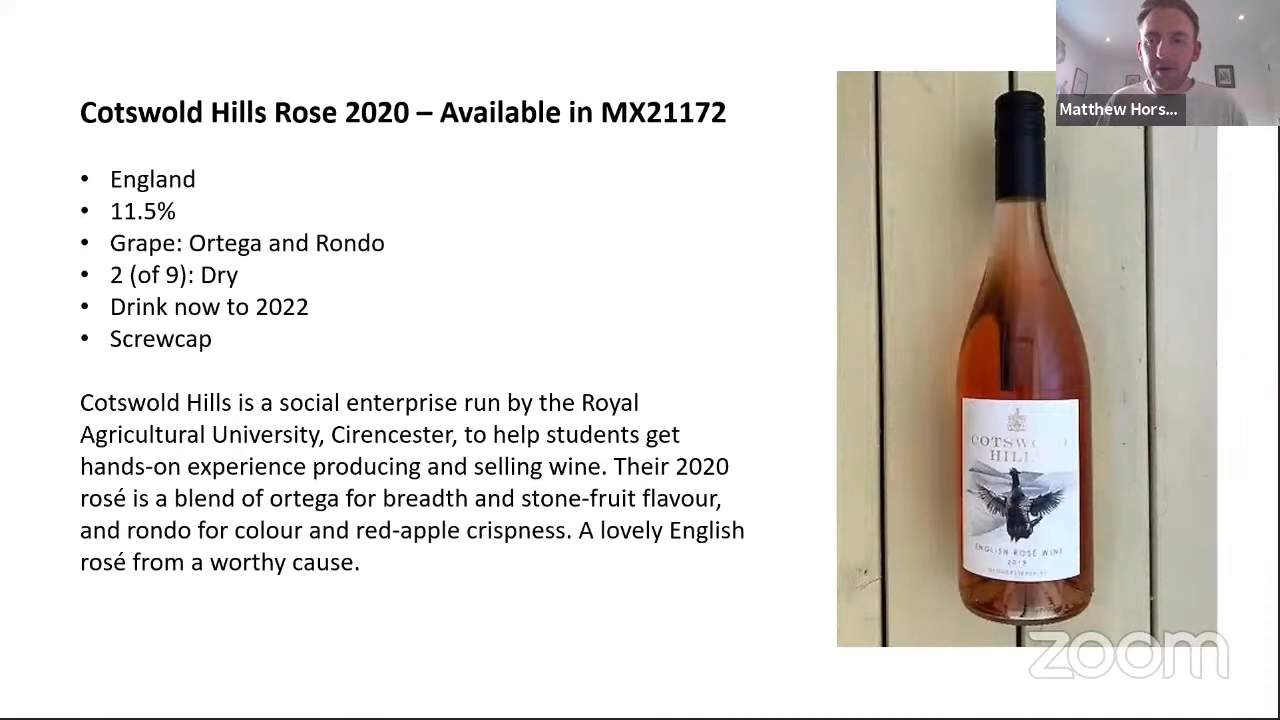 Cotswold Hills Rose 2020 – Available in MX21172
• England
• 11.5%
• Grape: Ortega and Rondo
• 2 (of 9): Dry
• Drink now to 2022
• Screwcap
Cotswold Hills is a social enterprise run by the Royal
Agricultural University, Cirencester, to help students get
hands-on experience producing and selling wine. Their 2020
rosé is a blend of ortega for breadth and stone-fruit flavour,
and rondo for colour and red-apple crispness. A lovely English
rosé from a worthy cause.
Matthew Hors...
COTSWOLD
HILLS
ENGLISH ROSÉ WINE
2019
zoom